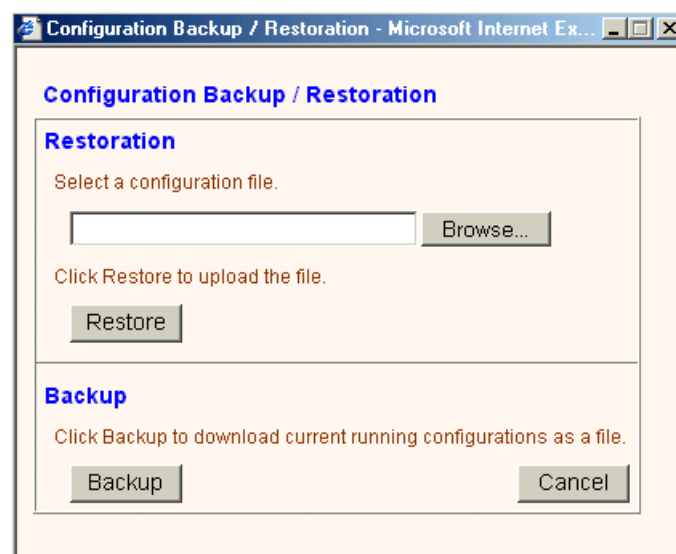 Configuration Backup / Restoration - Microsoft Internet Ex...
Configuration Backup / Restoration
Restoration
Select a configuration file.
Browse...
Click Restore to upload the file.
Restore
Backup
Click Backup to download current running configurations as a file.
Backup
Cancel